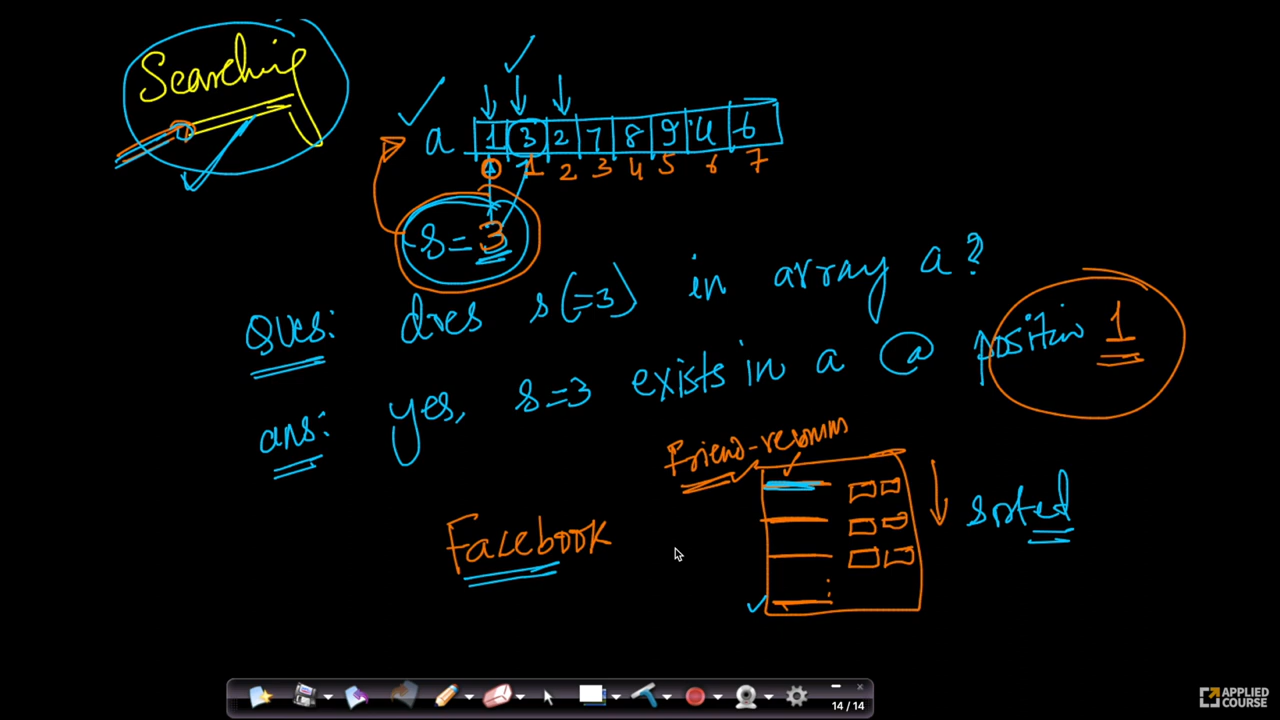 Searching
a 1 3 2 7 8 9 4 6
0 1 2 3 4 5 6 7
s = 3
Ques: does s(=3) in array a?
ans: yes, s=3 exists in a @ position 1
Friend-recomm
sorted
Facebook
14 / 14
APPLIED
COURSE